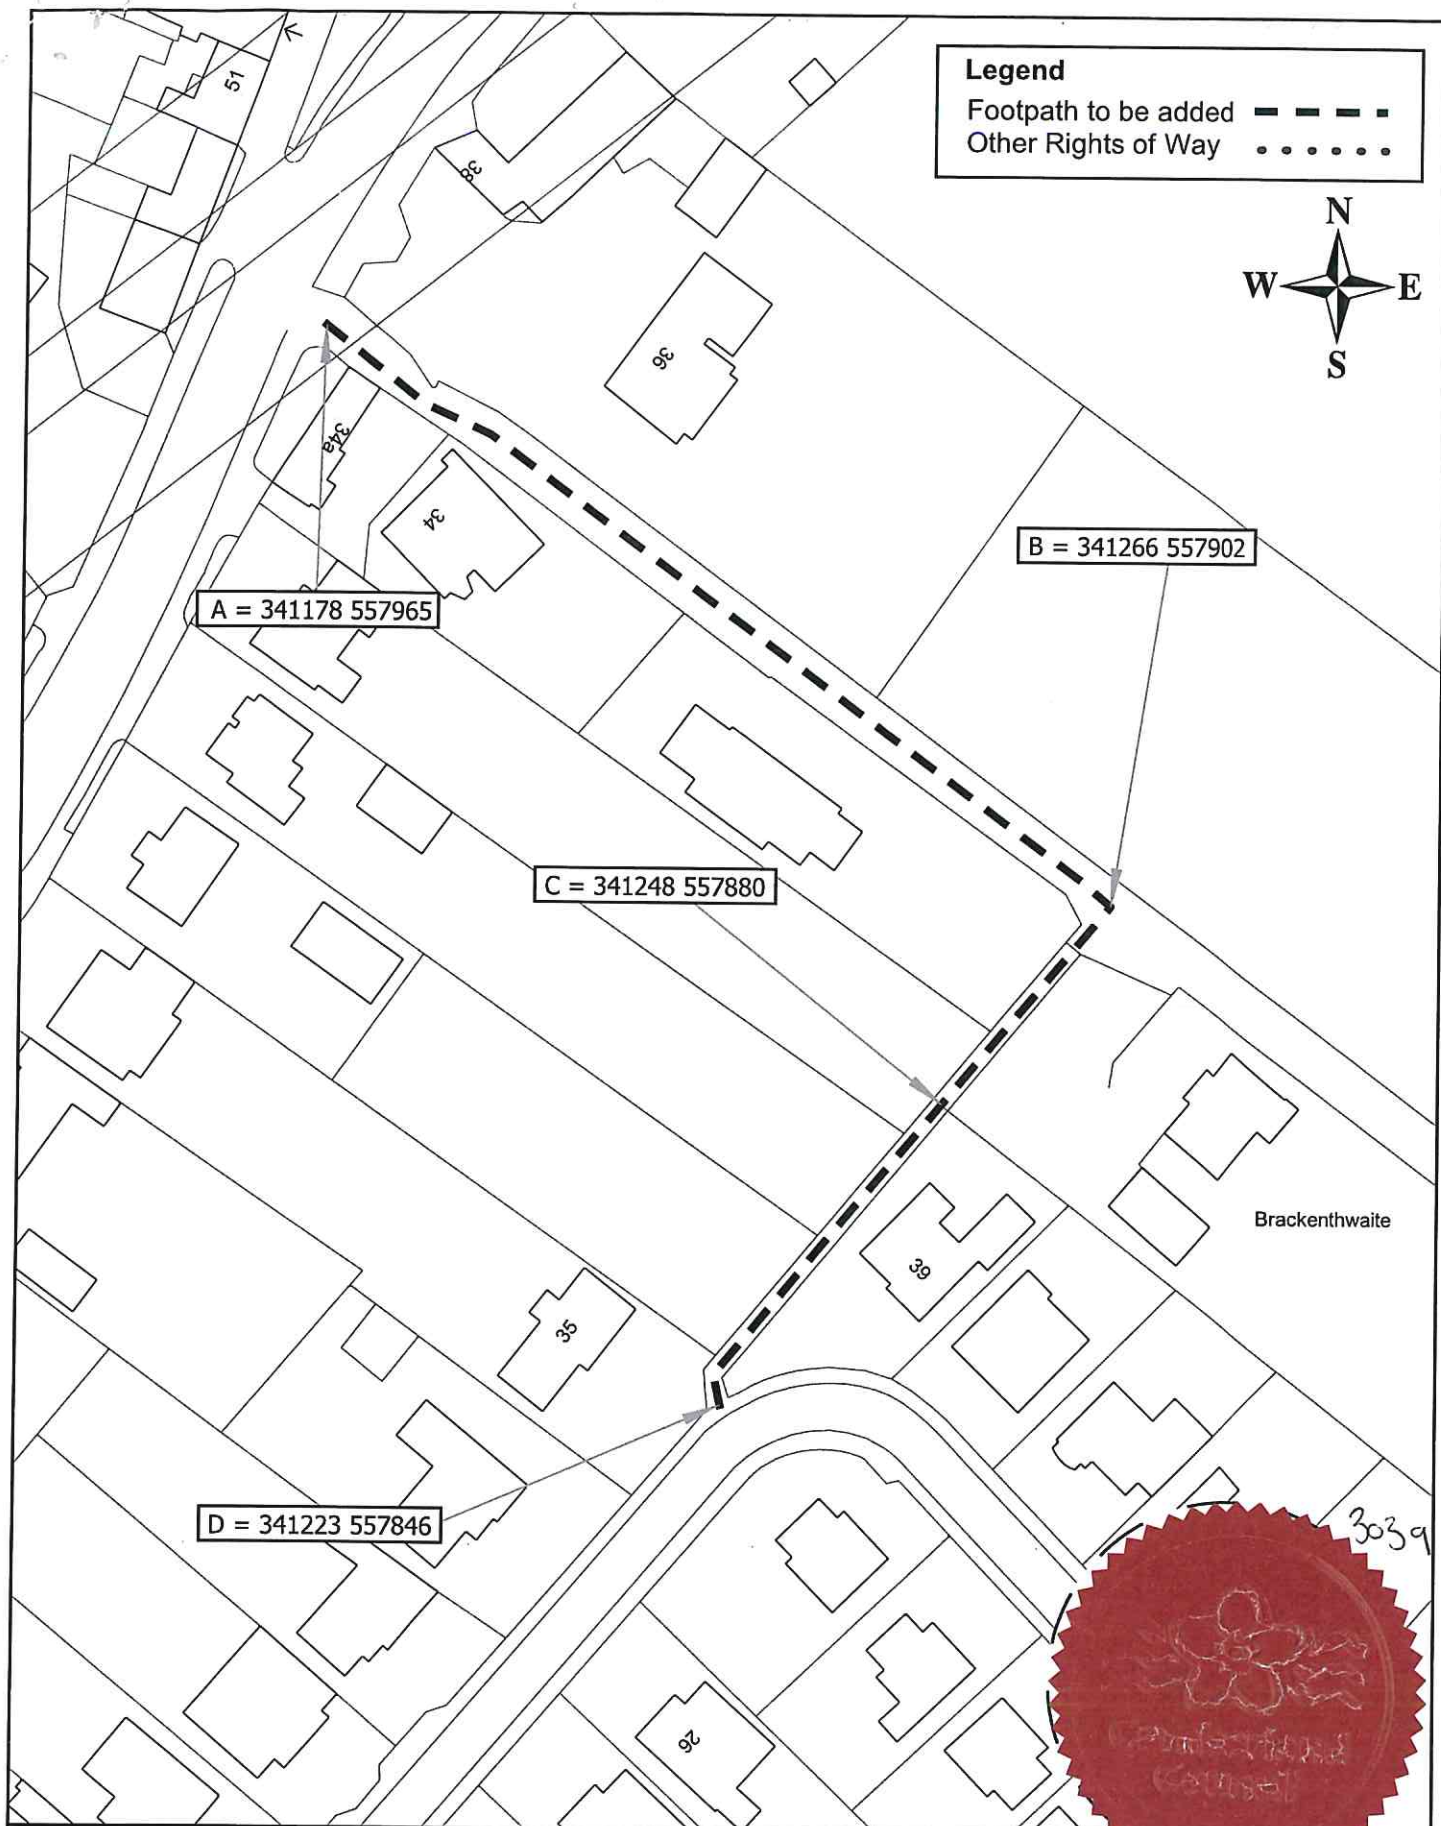 Legend
Footpath to be added
Other Rights of Way
N
W E
S
51
38
36
34a
34
B = 341266 557902
A = 341178 557965
C = 341248 557880
Brackenthwaite
39
35
D = 341223 557846
3039
26
Council